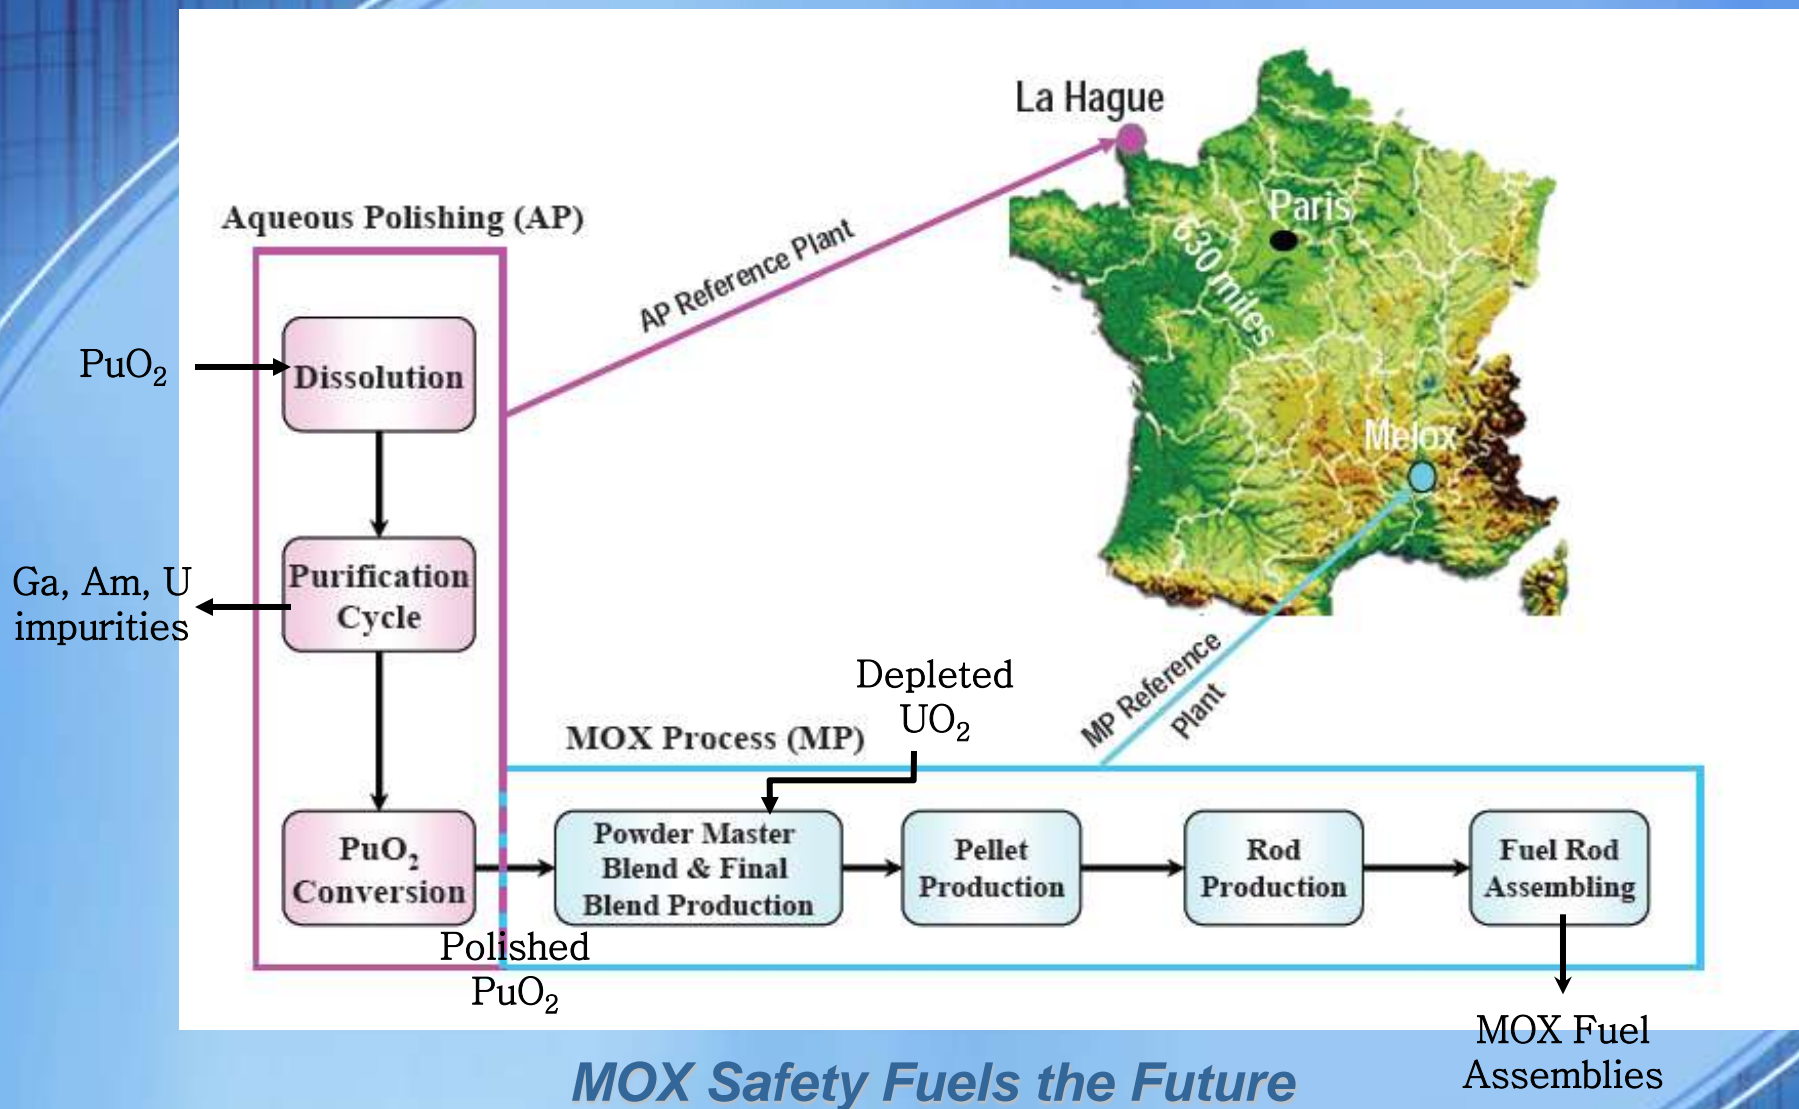 La Hague
Paris
630 miles
Melox
AP Reference Plant
MP Reference
Plant
Aqueous Polishing (AP)
PuO₂
Dissolution
Ga, Am, U
impurities
Purification
Cycle
PuO₂
Conversion
Polished
PuO₂
MOX Process (MP)
Depleted
UO₂
Powder Master
Blend & Final
Blend Production
Pellet
Production
Rod
Production
Fuel Rod
Assembling
MOX Fuel
Assemblies
MOX Safety Fuels the Future